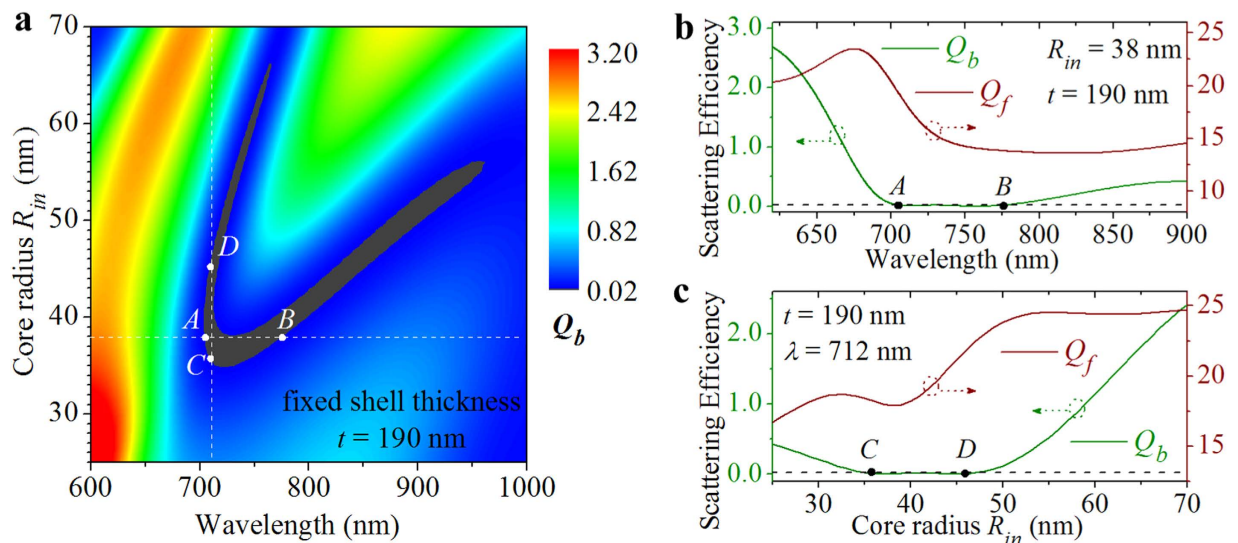 a
70
60
50
40
30
Core radius R_in (nm)
D
A
B
C
fixed shell thickness
t = 190 nm
600 700 800 900 1000
Wavelength (nm)
3.20
2.40
1.60
0.82
0.02
Q_b
b
3.0
2.0
1.0
0.0
Scattering Efficiency
Q_b
Q_f
R_in = 38 nm
t = 190 nm
A
B
25
20
15
10
650 700 750 800 850 900
Wavelength (nm)
c
2.0
1.0
0.0
Scattering Efficiency
t = 190 nm
λ = 712 nm
Q_f
C
D
Q_b
25
20
15
30 40 50 60 70
Core radius R_in (nm)